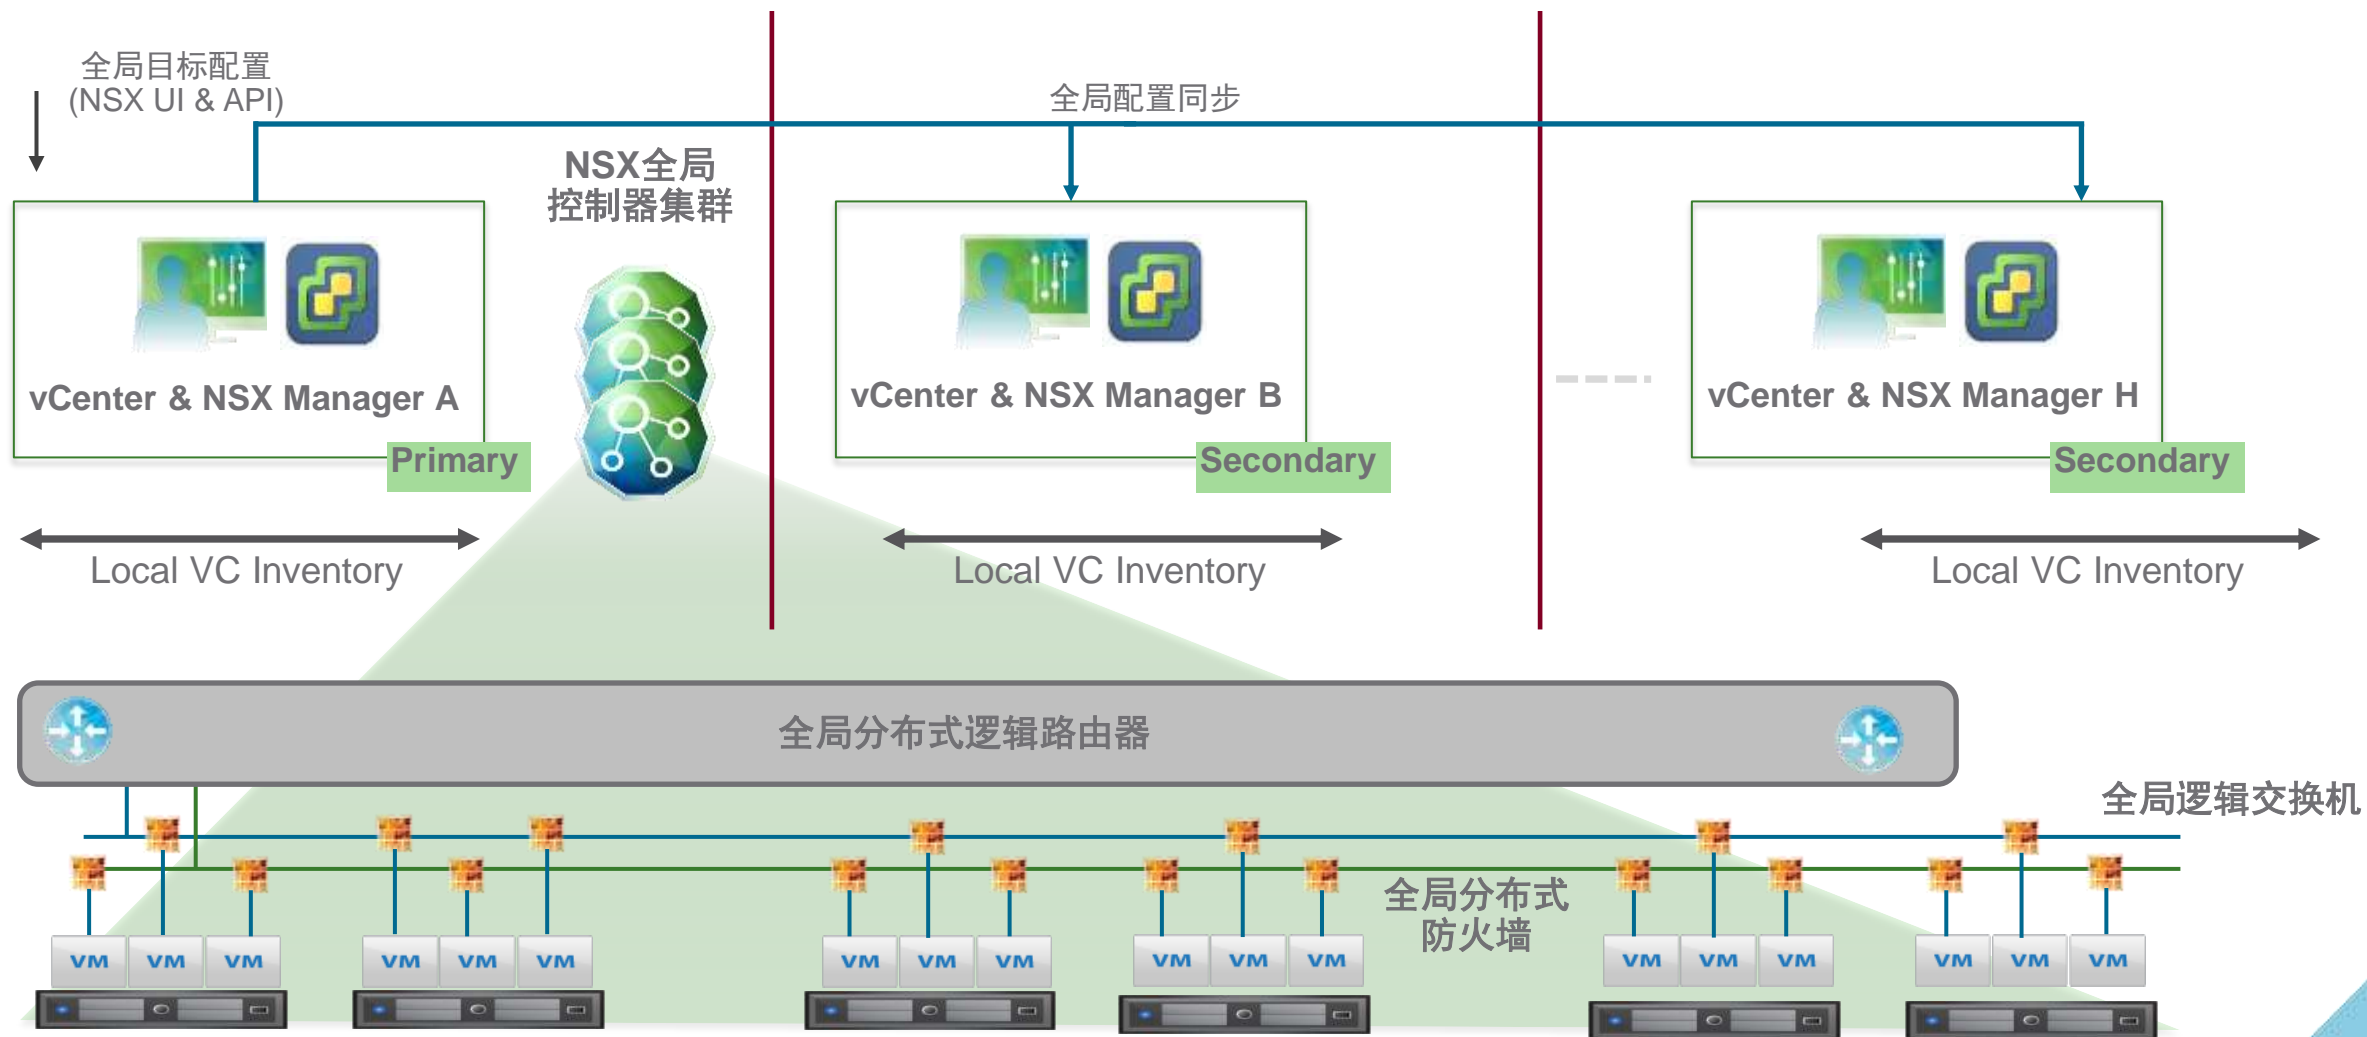 全局目标配置
(NSX UI & API)
全局配置同步
NSX全局
控制器集群
vCenter & NSX Manager A
Primary
vCenter & NSX Manager B
Secondary
vCenter & NSX Manager H
Secondary
Local VC Inventory
Local VC Inventory
Local VC Inventory
全局分布式逻辑路由器
全局逻辑交换机
全局分布式
防火墙
VM VM VM VM VM VM VM VM VM VM VM VM VM VM VM VM VM VM